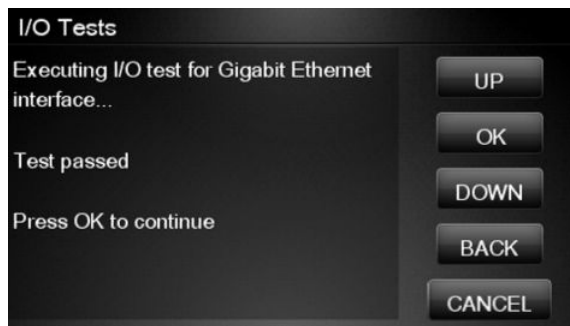 I/O Tests
Executing I/O test for Gigabit Ethernet
interface...
Test passed
Press OK to continue
UP
OK
DOWN
BACK
CANCEL